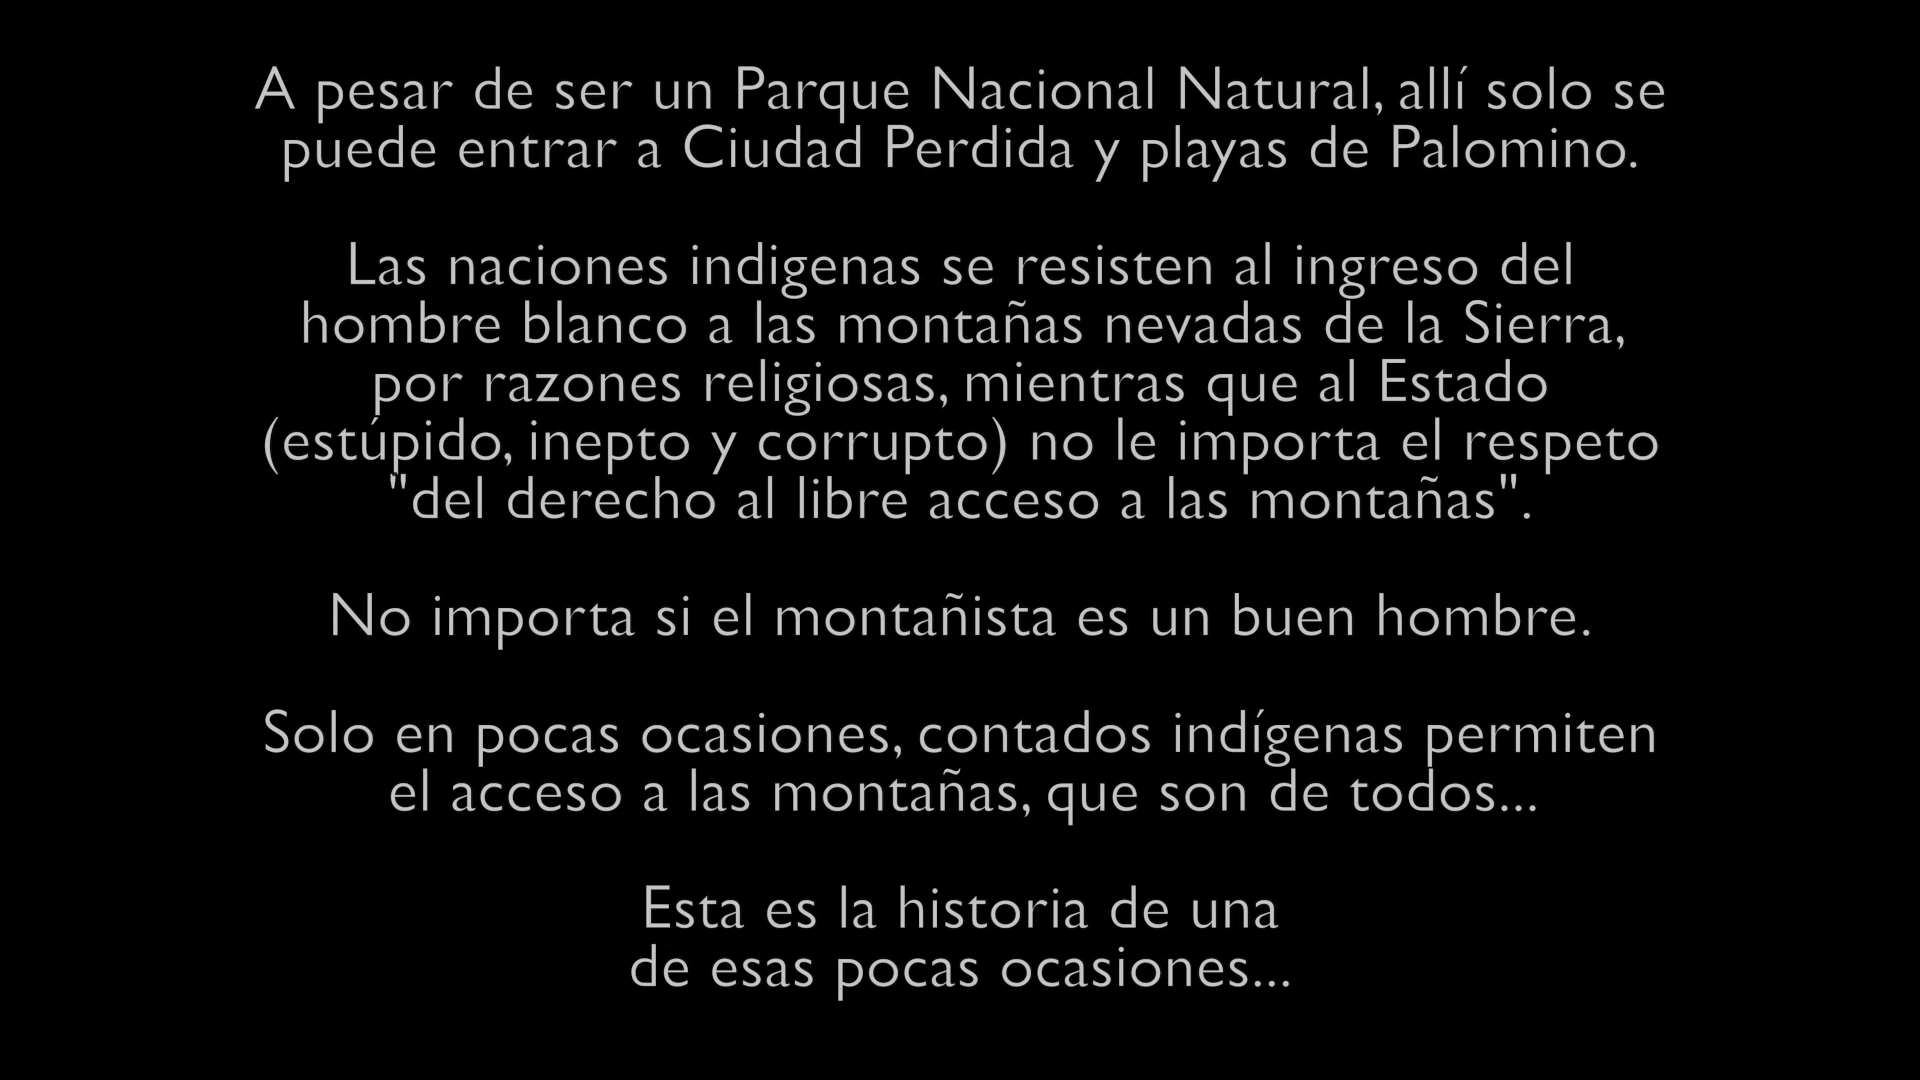 A pesar de ser un Parque Nacional Natural, allí solo se
puede entrar a Ciudad Perdida y playas de Palomino.
Las naciones indigenas se resisten al ingreso del
hombre blanco a las montañas nevadas de la Sierra,
por razones religiosas, mientras que al Estado
(estúpido, inepto y corrupto) no le importa el respeto
"del derecho al libre acceso a las montañas".
No importa si el montañista es un buen hombre.
Solo en pocas ocasiones, contados indígenas permiten
el acceso a las montañas, que son de todos...
Esta es la historia de una
de esas pocas ocasiones...